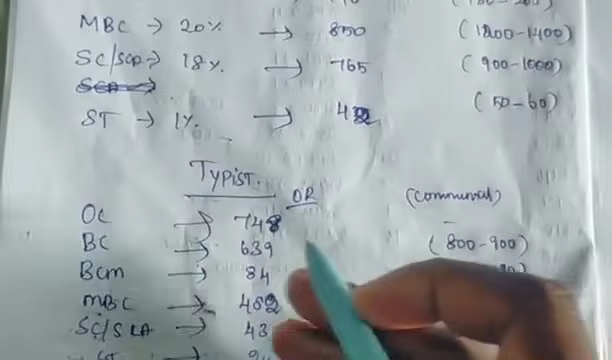 MBC → 20% → 850 (1200-1400)
SC/SCA → 18% → 765 (900-1000)
ST → 1% → 42 (50-60)
Typist.
OR (communal)
OC → 748
BC → 639 (800-900)
BCM → 84
MBC → 482
SC/SCA → 43